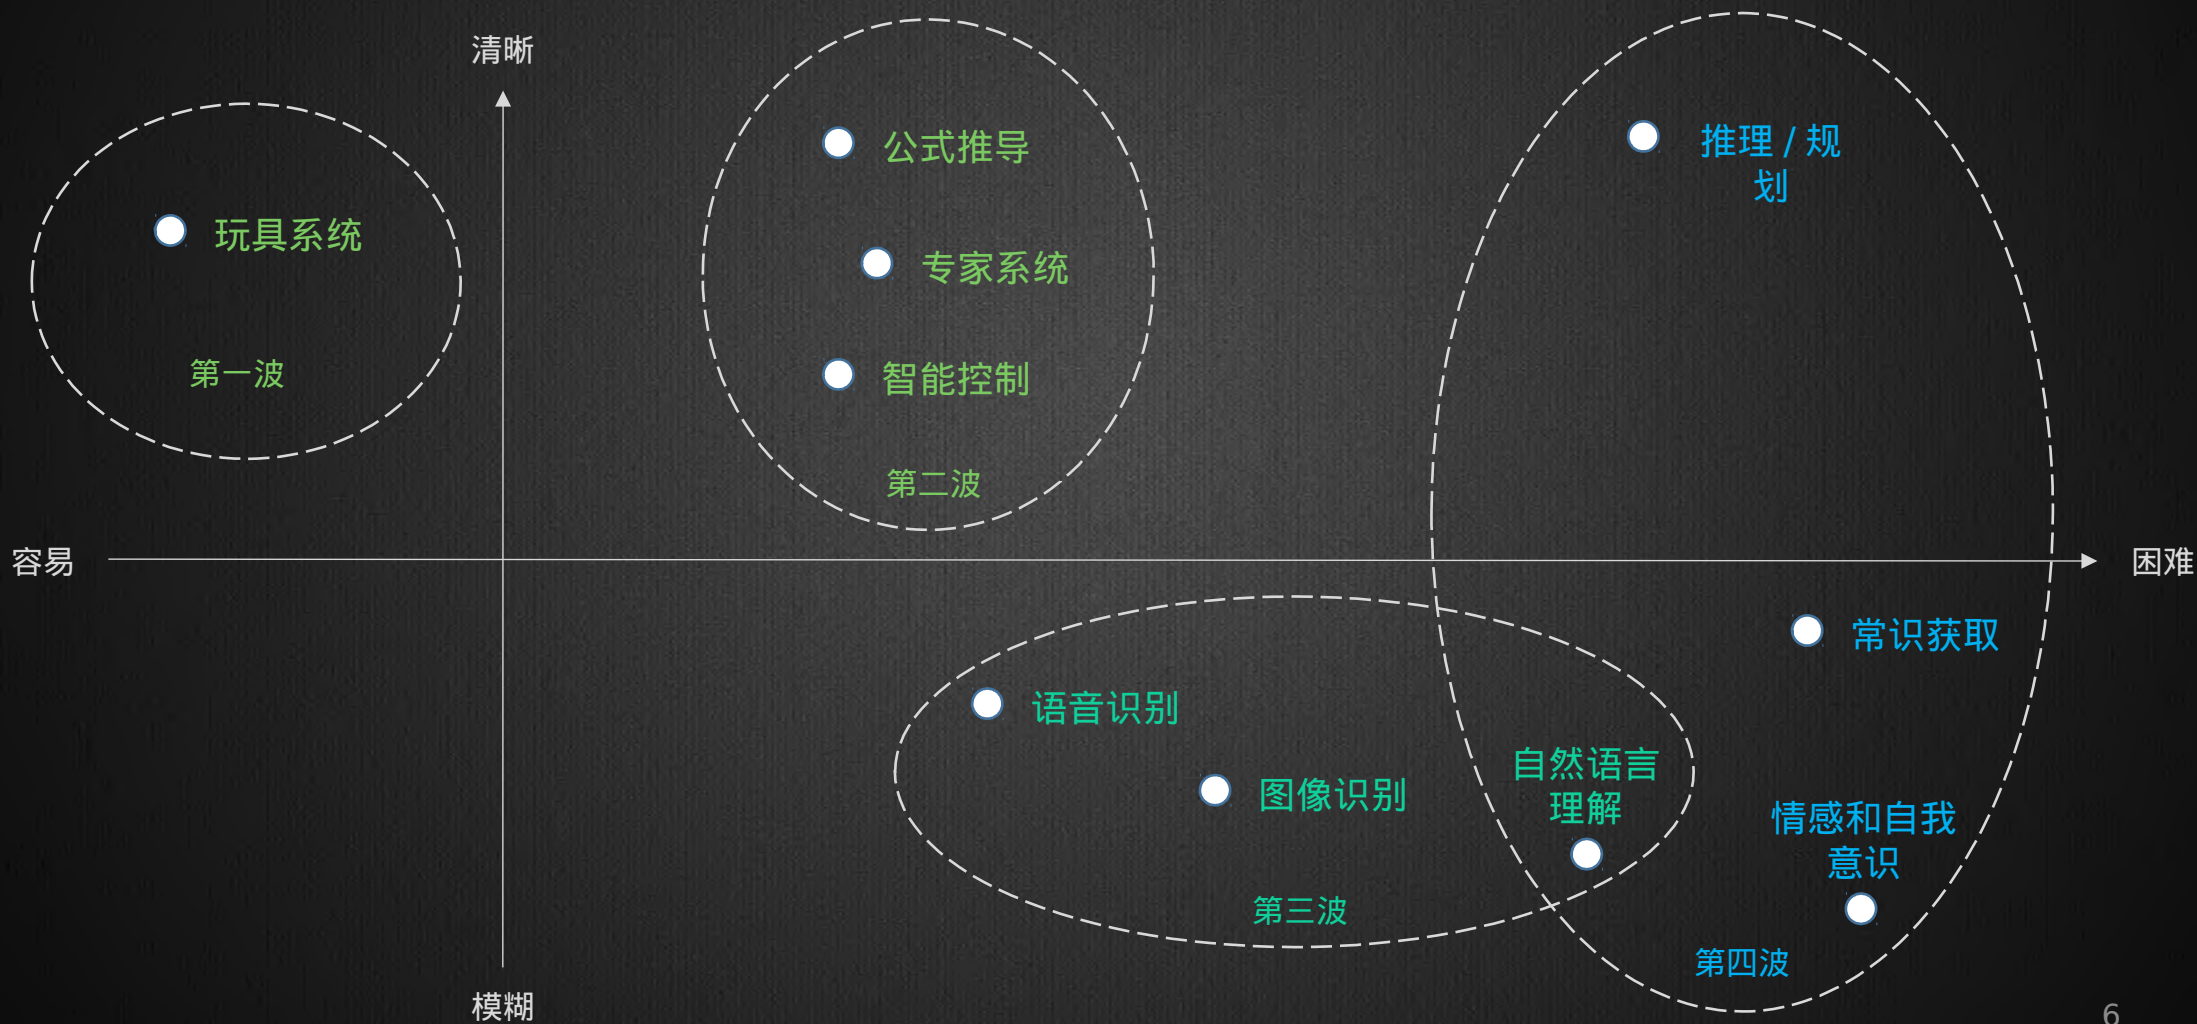 清晰
公式推导
推理 / 规
划
玩具系统
专家系统
第一波
智能控制
第二波
容易
困难
常识获取
语音识别
自然语言
理解
图像识别
情感和自我
意识
第三波
第四波
模糊
6